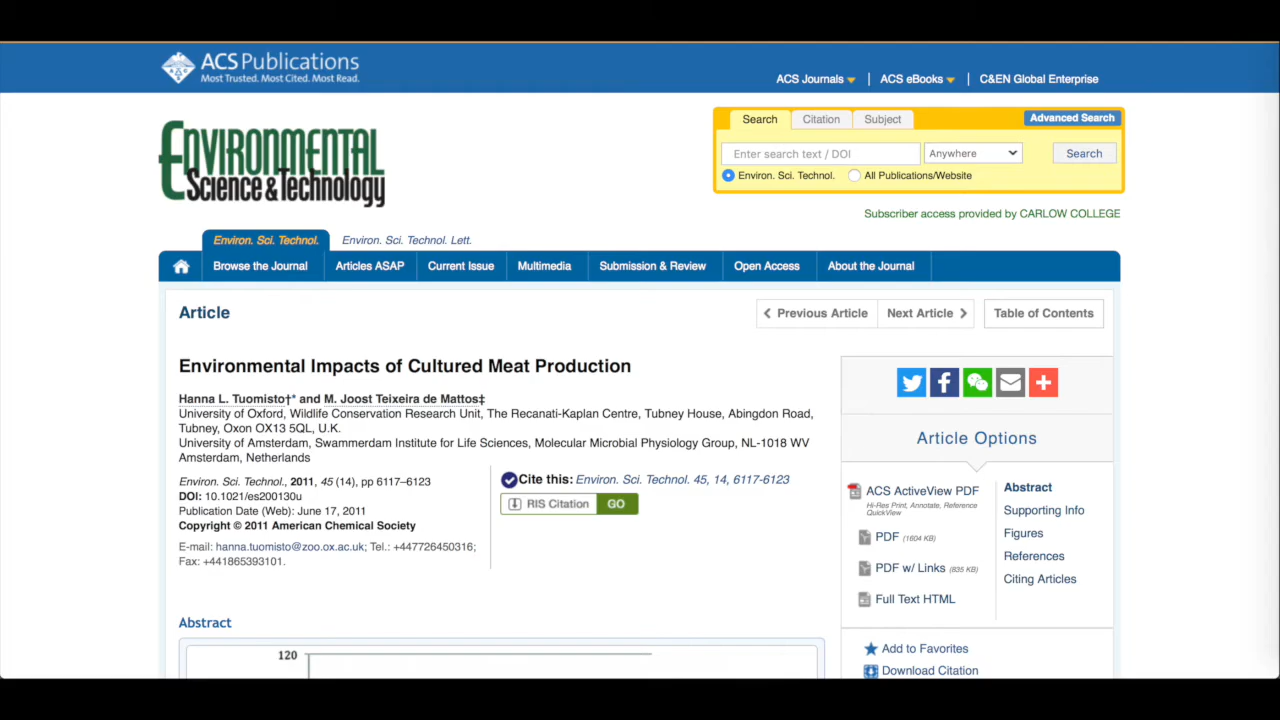 ACS Publications
Most Trusted. Most Cited. Most Read.
ACS Journals | ACS eBooks | C&EN Global Enterprise
ENVIRONMENTAL
Science & Technology
Search Citation Subject Advanced Search
Enter search text / DOI Anywhere Search
Environ. Sci. Technol. All Publications/Website
Subscriber access provided by CARLOW COLLEGE
Environ. Sci. Technol. Environ. Sci. Technol. Lett.
Browse the Journal Articles ASAP Current Issue Multimedia Submission & Review Open Access About the Journal
Article
Previous Article Next Article Table of Contents
Environmental Impacts of Cultured Meat Production
Hanna L. Tuomisto†* and M. Joost Teixeira de Mattos‡
University of Oxford, Wildlife Conservation Research Unit, The Recanati-Kaplan Centre, Tubney House, Abingdon Road,
Tubney, Oxon OX13 5QL, U.K.
University of Amsterdam, Swammerdam Institute for Life Sciences, Molecular Microbial Physiology Group, NL-1018 WV
Amsterdam, Netherlands
Environ. Sci. Technol., 2011, 45 (14), pp 6117–6123
DOI: 10.1021/es200130u
Publication Date (Web): June 17, 2011
Copyright © 2011 American Chemical Society
E-mail: hanna.tuomisto@zoo.ox.ac.uk; Tel.: +447726450316;
Fax: +441865393101.
Cite this: Environ. Sci. Technol. 45, 14, 6117-6123
RIS Citation GO
Abstract
120
Article Options
ACS ActiveView PDF
Hi-Res Print, Annotate, Reference
QuickView
PDF (1604 KB)
PDF w/ Links (835 KB)
Full Text HTML
Abstract
Supporting Info
Figures
References
Citing Articles
Add to Favorites
Download Citation